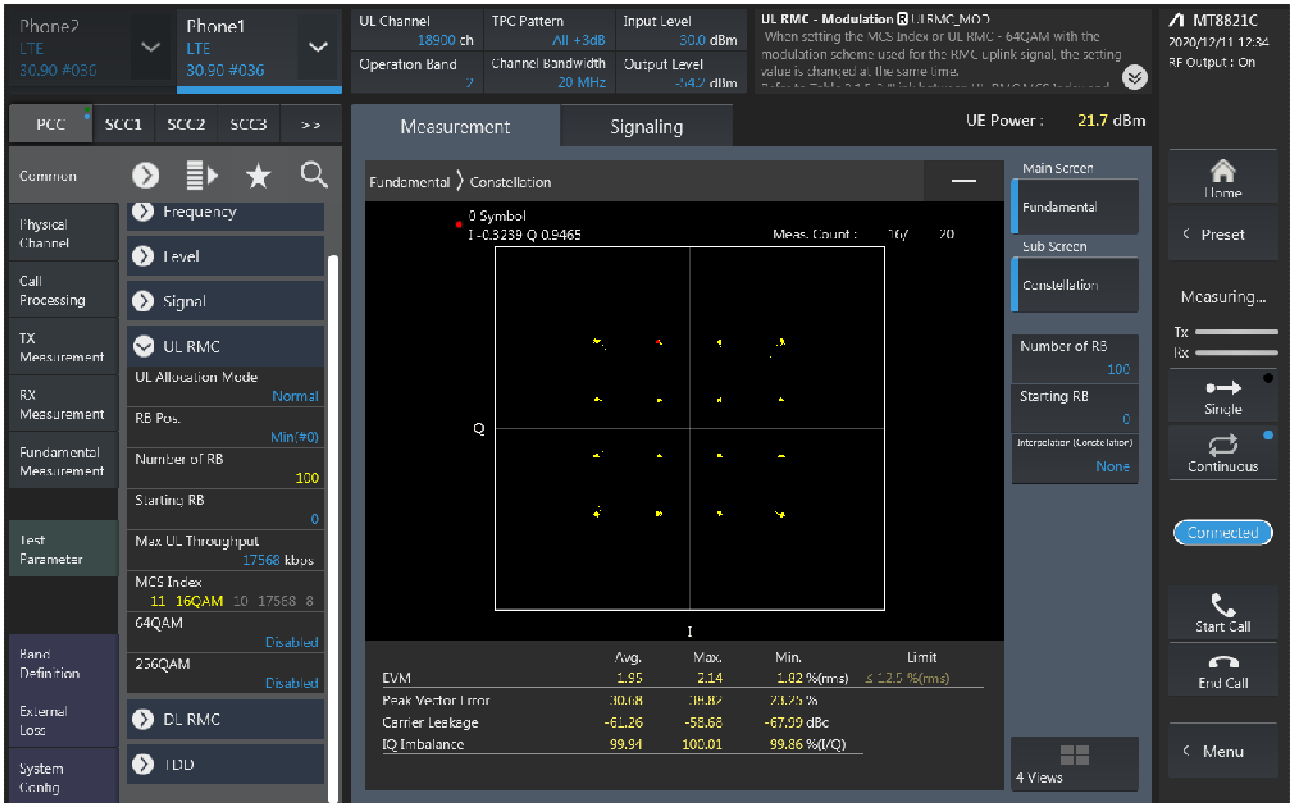 Phone2
LTE
30.90 #036
Phone1
LTE
30.90 #036
UL Channel
18900 ch
TPC Pattern
All +3dB
Input Level
30.0 dBm
Operation Band
2
Channel Bandwidth
20 MHz
Output Level
-54.2 dBm
UL RMC - Modulation R ULRMC_MOD
When setting the MCS Index or UL RMC - 64QAM with the
modulation scheme used for the RMC uplink signal, the setting
value is changed at the same time.
MT8821C
2020/12/11 12:34
RF Output : On
PCC
SCC1
SCC2
SCC3
>>
Measurement
Signaling
UE Power :
21.7 dBm
Common
Physical
Channel
Call
Processing
TX
Measurement
RX
Measurement
Fundamental
Measurement
Test
Parameter
Band
Definition
External
Loss
System
Config
Frequency
Level
Signal
UL RMC
UL Allocation Mode
Normal
RB Pos.
Min(#0)
Number of RB
100
Starting RB
0
Max UL Throughput
17568 kbps
MCS Index
11 16QAM 10 17568 8
64QAM
Disabled
256QAM
Disabled
DL RMC
TDD
Fundamental
Constellation
0 Symbol
I -0.3239 Q 0.9465
Meas. Count : 16/ 20
Q
I
Avg. Max. Min. Limit
EVM 1.95 2.14 1.82 %(rms) ≤ 12.5 %(rms)
Peak Vector Error 30.68 38.82 23.25 %
Carrier Leakage -61.26 -58.68 -67.99 dBc
IQ Imbalance 99.94 100.01 99.86 %(I/Q)
Main Screen
Fundamental
Sub Screen
Constellation
Number of RB
100
Starting RB
0
Interpolation (Constellation)
None
4 Views
Home
< Preset
Measuring...
Tx
Rx
Single
Continuous
Connected
Start Call
End Call
< Menu